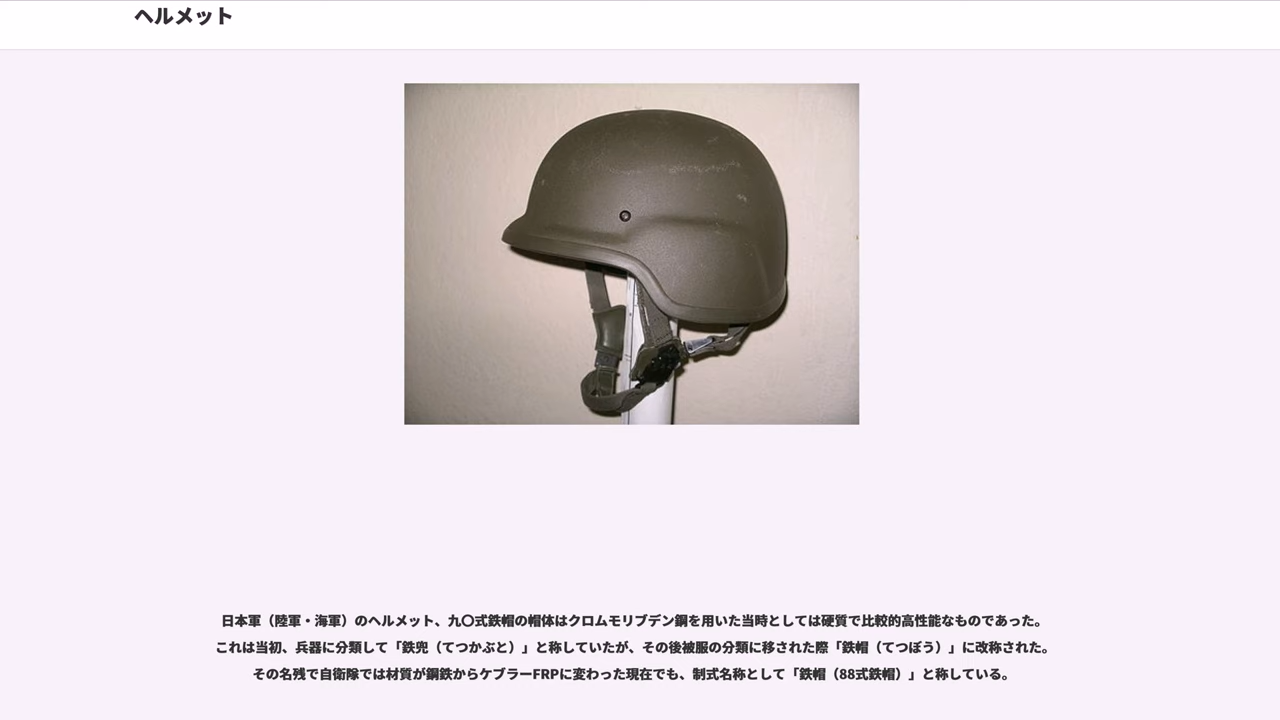 ヘルメット
日本軍（陸軍・海軍）のヘルメット、九〇式鉄帽の帽体はクロムモリブデン鋼を用いた当時としては硬質で比較的高性能なものであった。
これは当初、兵器に分類して「鉄兜（てつかぶと）」と称していたが、その後被服の分類に移された際「鉄帽（てつぼう）」に改称された。
その名残で自衛隊では材質が鋼鉄からケブラーFRPに変わった現在でも、制式名称として「鉄帽（88式鉄帽）」と称している。